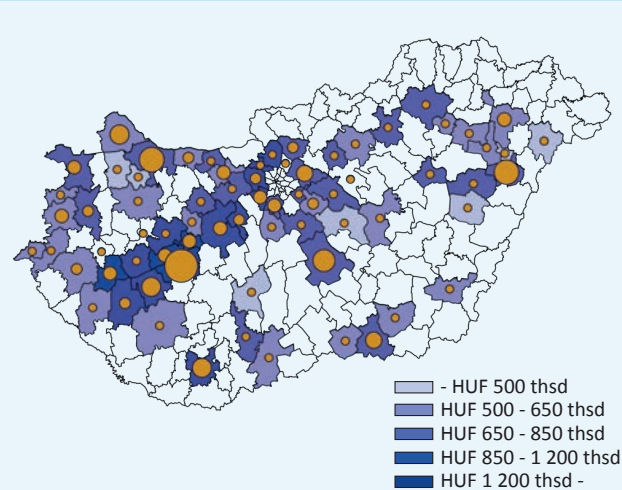 - HUF 500 thsd
HUF 500 - 650 thsd
HUF 650 - 850 thsd
HUF 850 - 1 200 thsd
HUF 1 200 thsd -